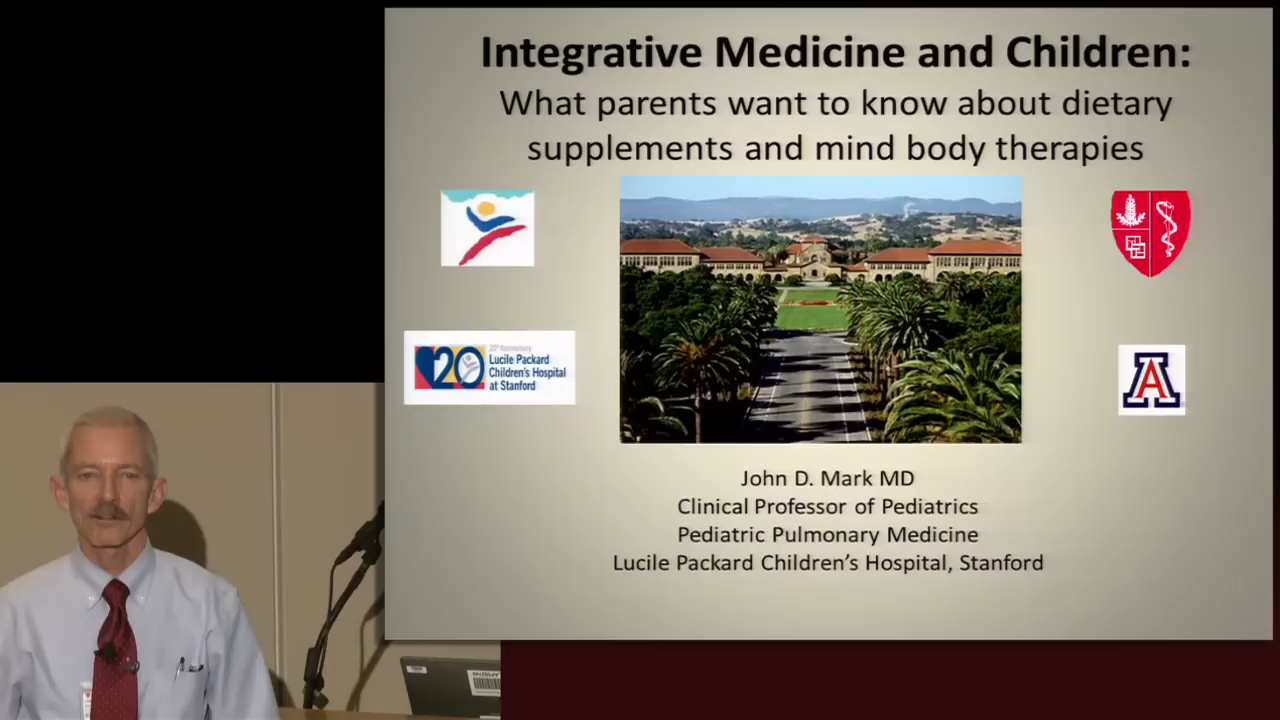 Integrative Medicine and Children:
What parents want to know about dietary
supplements and mind body therapies
20
20th Anniversary
Lucile Packard
Children's Hospital
at Stanford
A
John D. Mark MD
Clinical Professor of Pediatrics
Pediatric Pulmonary Medicine
Lucile Packard Children’s Hospital, Stanford